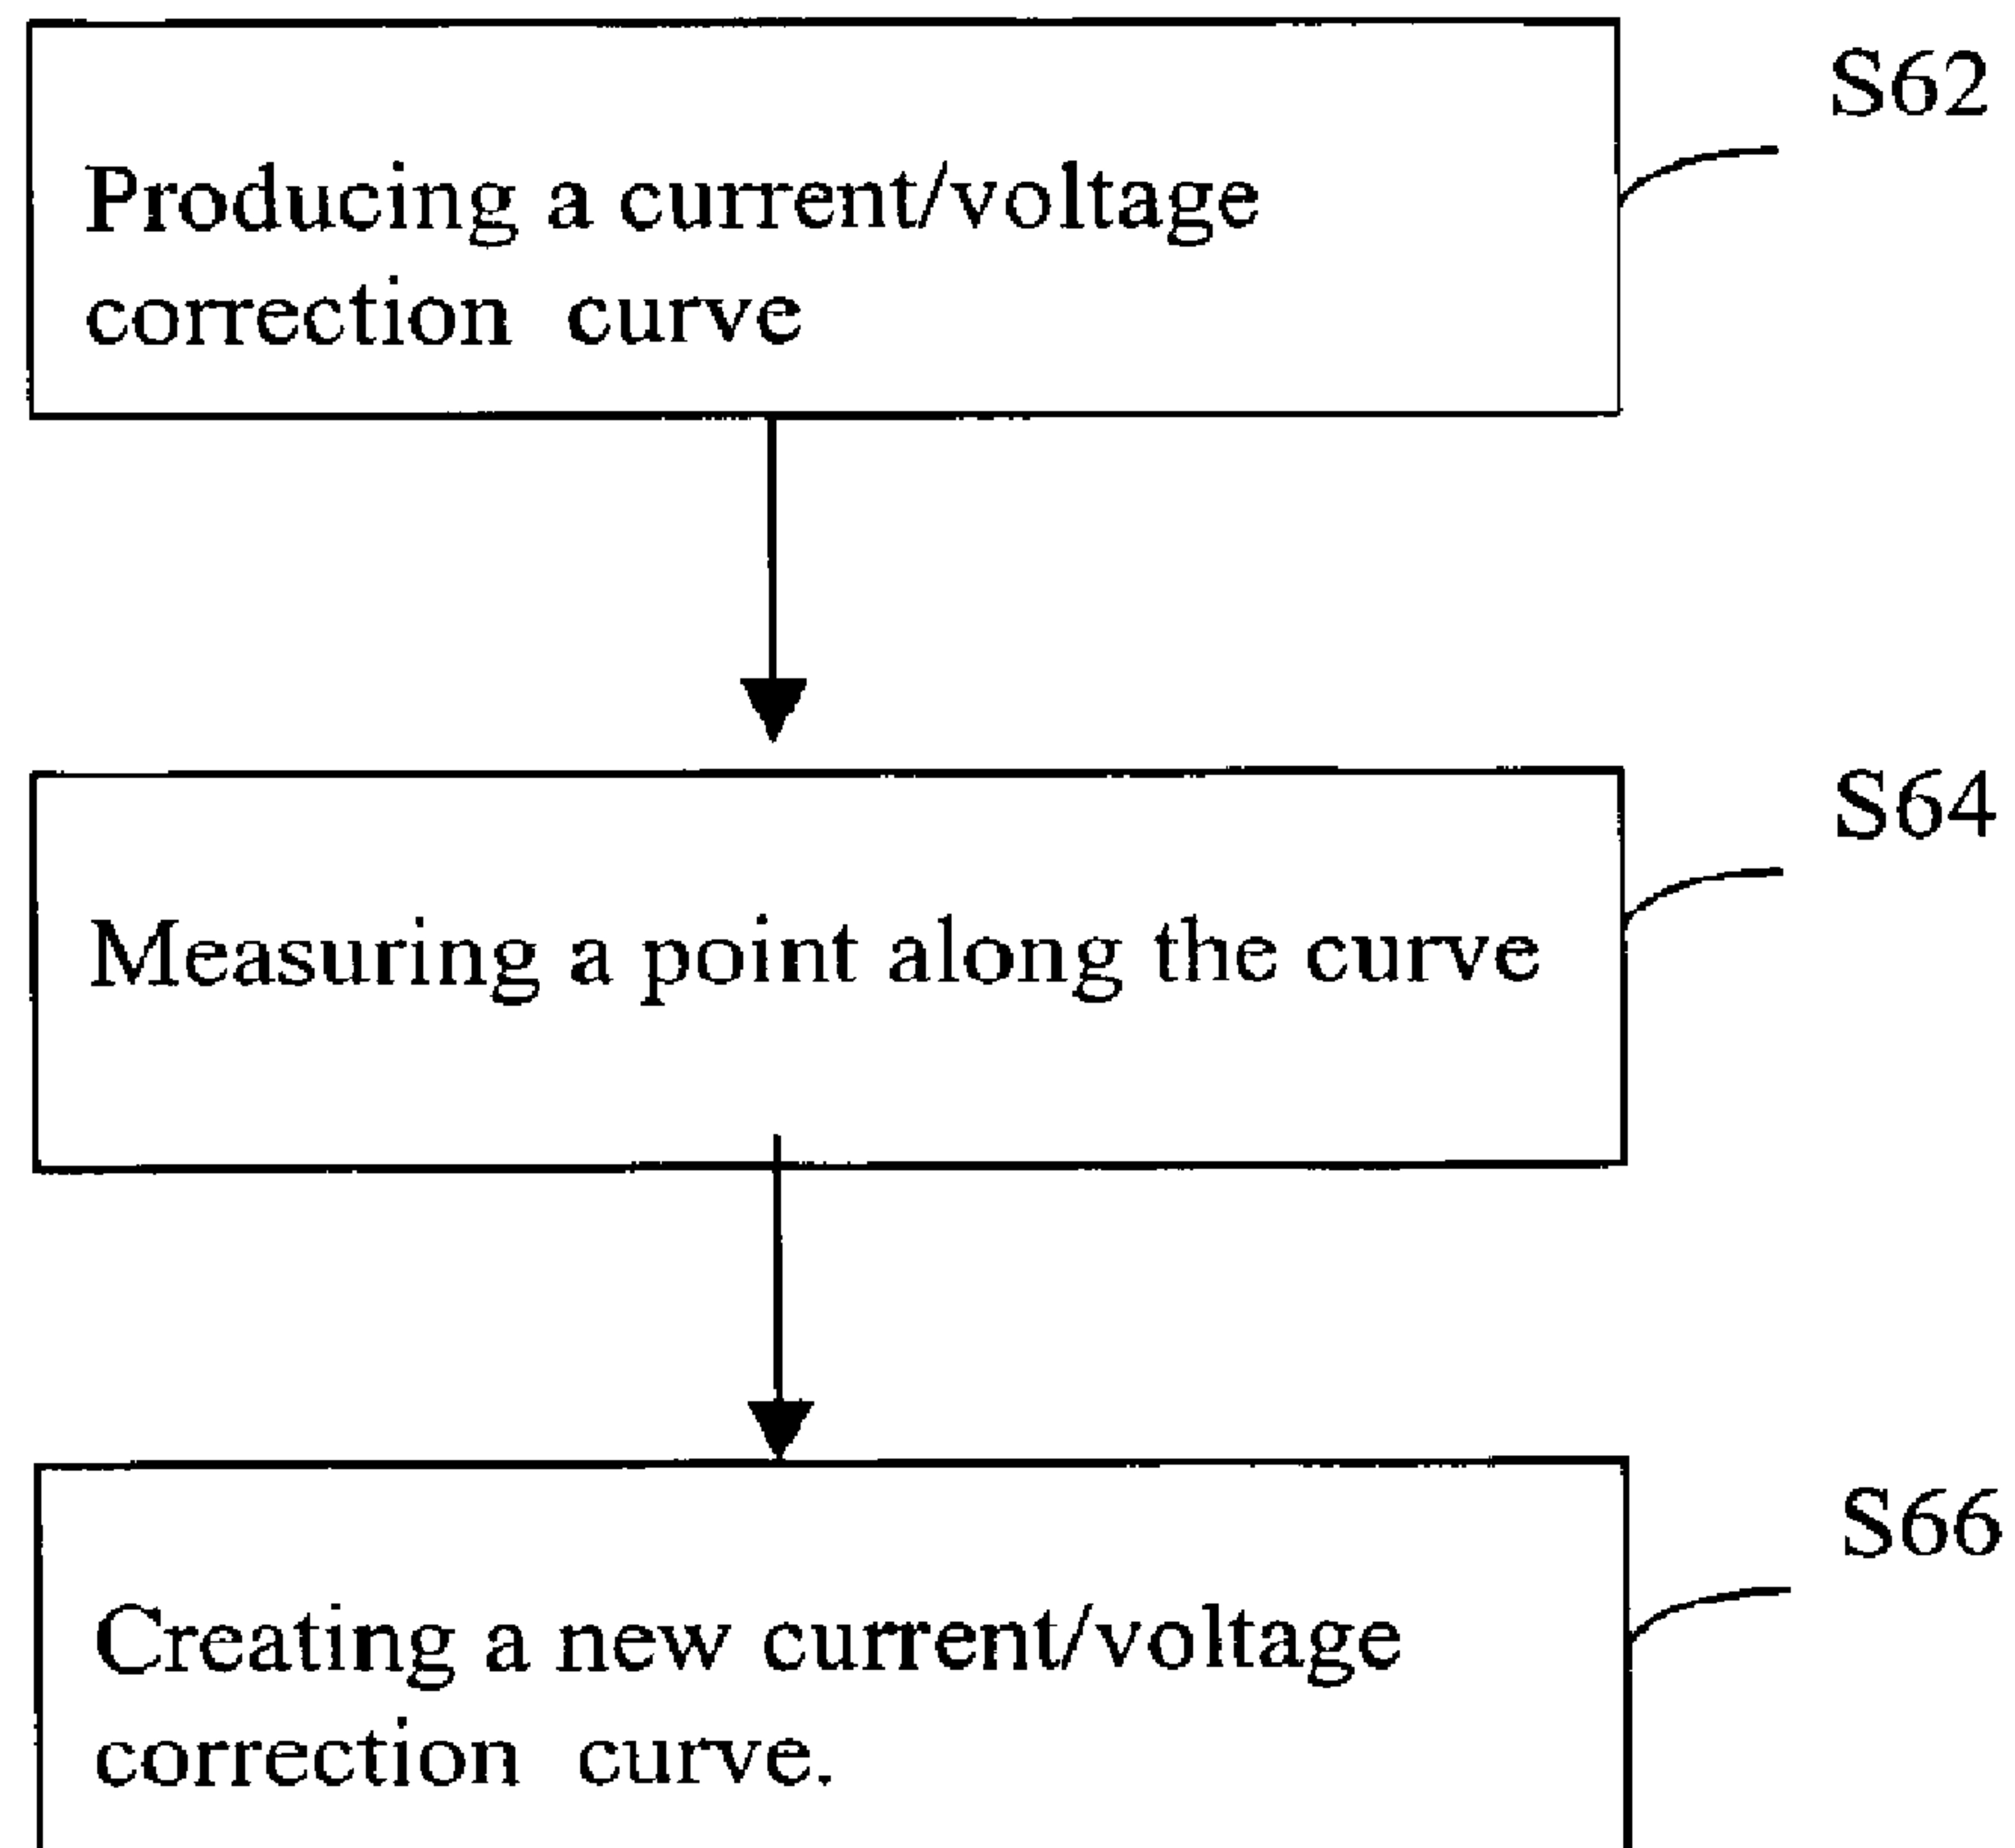 S62
Producing a current/voltage
correction curve
S64
Measuring a point along the curve
S66
Creating a new current/voltage
correction curve.